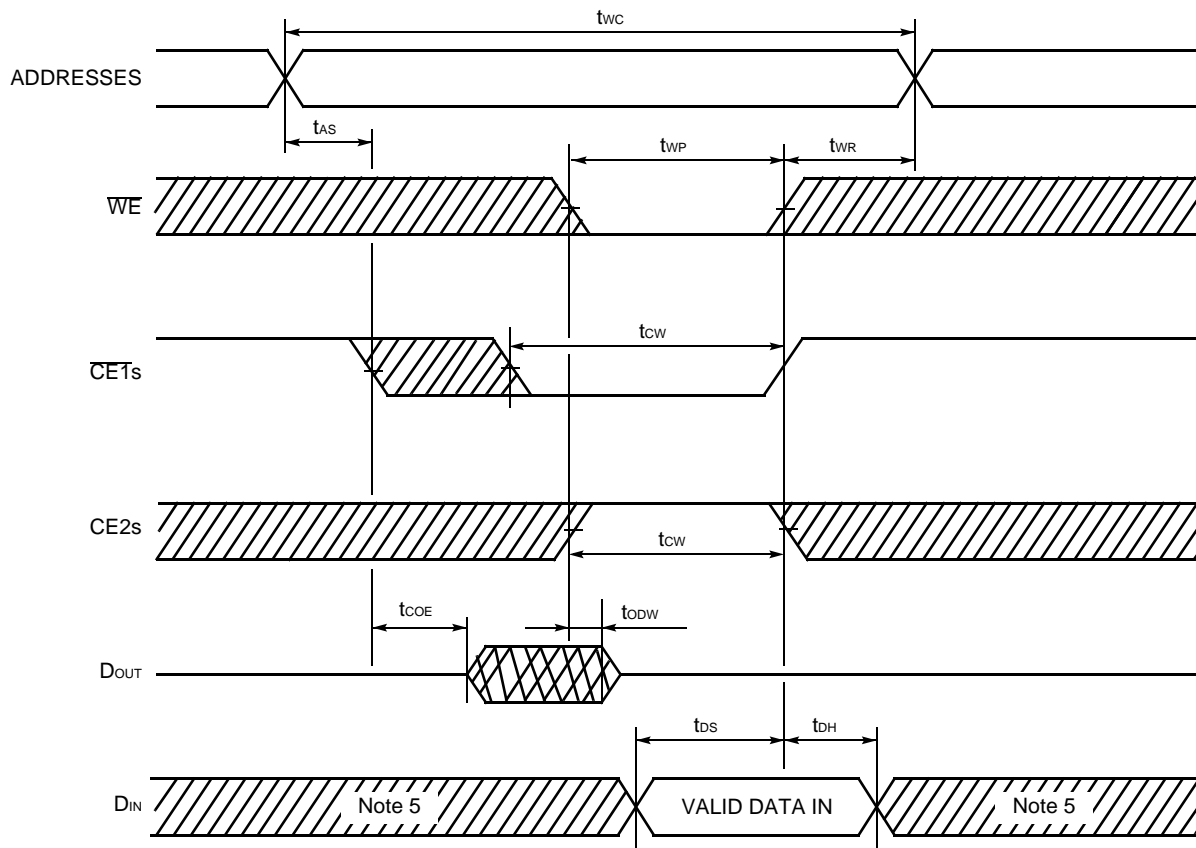 tWC
ADDRESSES
tAS
tWP
tWR
WE
tCW
CE1s
CE2s
tCW
tCOE
tODW
DOUT
tDS
tDH
DIN
Note 5
VALID DATA IN
Note 5